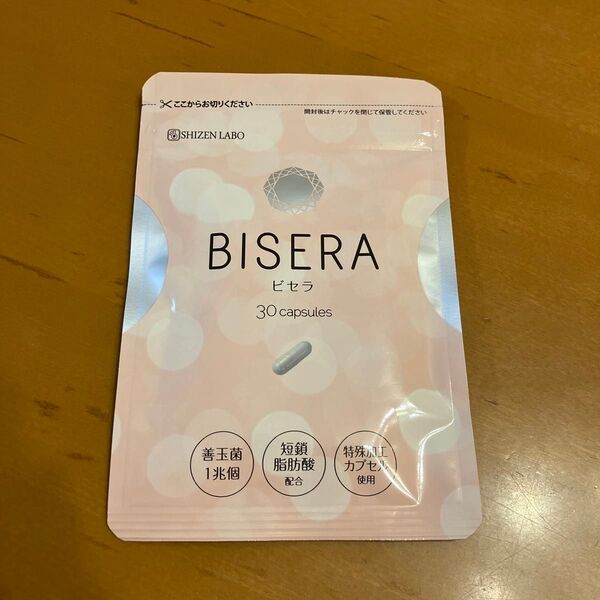 ここからお切りください
開封後はチャックを閉じて保管してください
SHIZEN LABO
BISERA
ビセラ
30 capsules
善玉菌
1兆個
短鎖
脂肪酸
配合
特殊加工
カプセル
使用